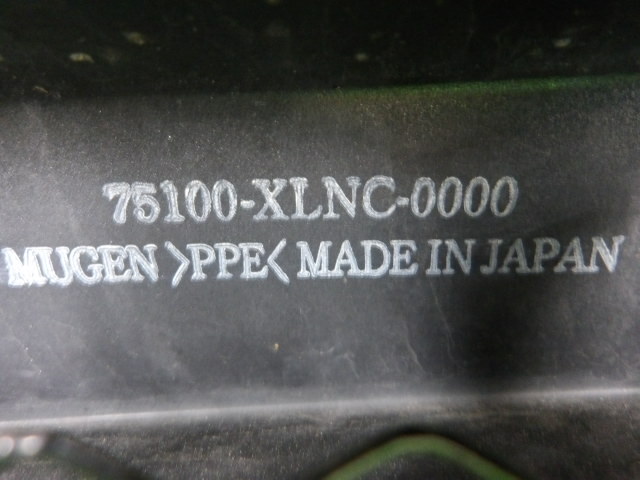 75100-XLNC-0000
MUGEN >PPE< MADE IN JAPAN